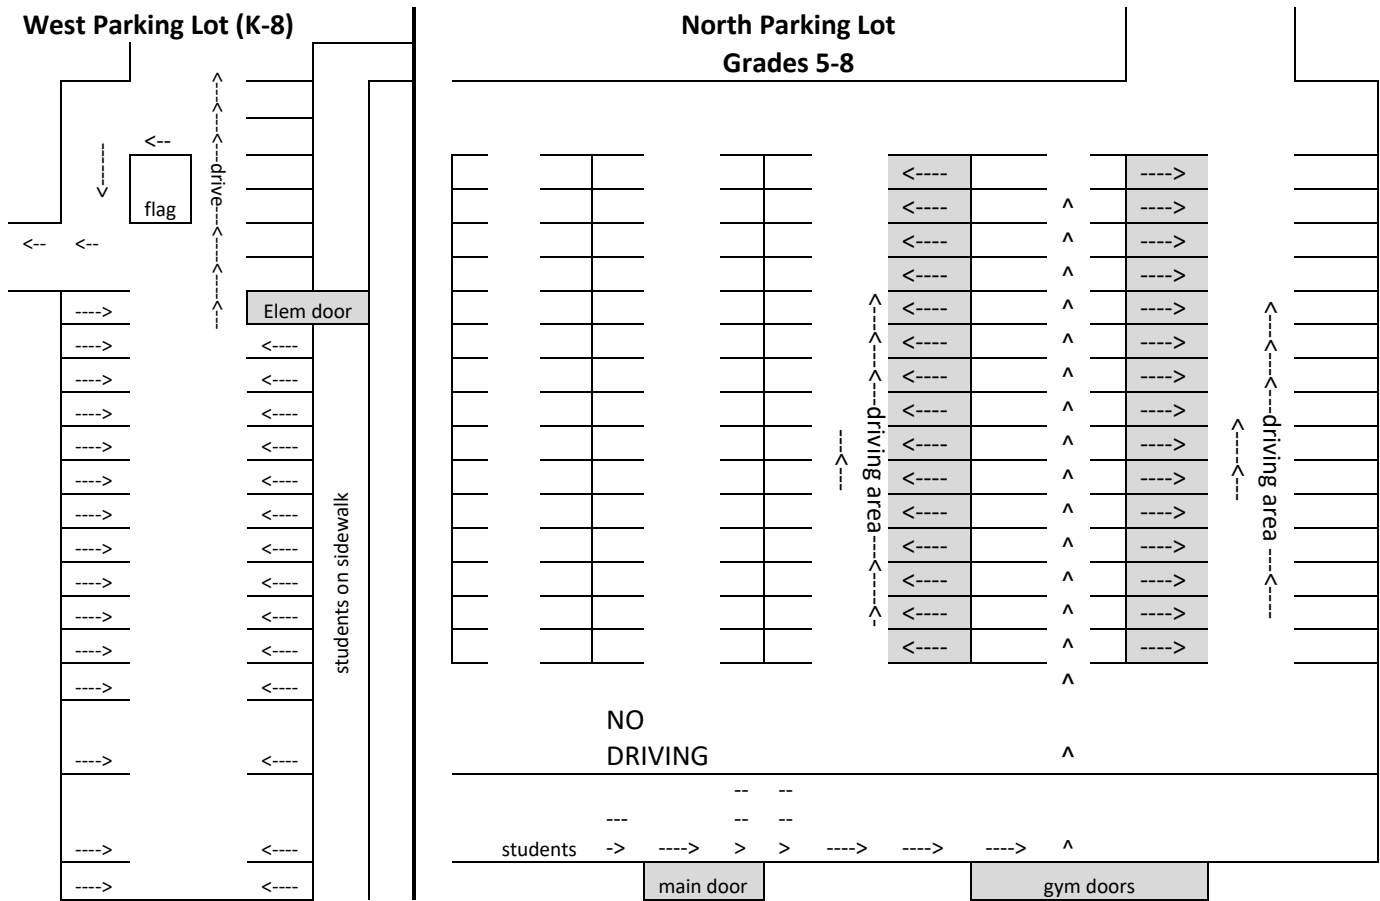 West Parking Lot (K-8)
North Parking Lot
Grades 5-8
<--
<-- <--
flag
------>
<------<------<------drive------<------<------<------
Elem door
---->
<----
students on sidewalk
<----
---->
^
driving area
driving area
NO
DRIVING
-- --
--- -- --
students -> ----> > > ----> ----> ----> ^
main door
gym doors